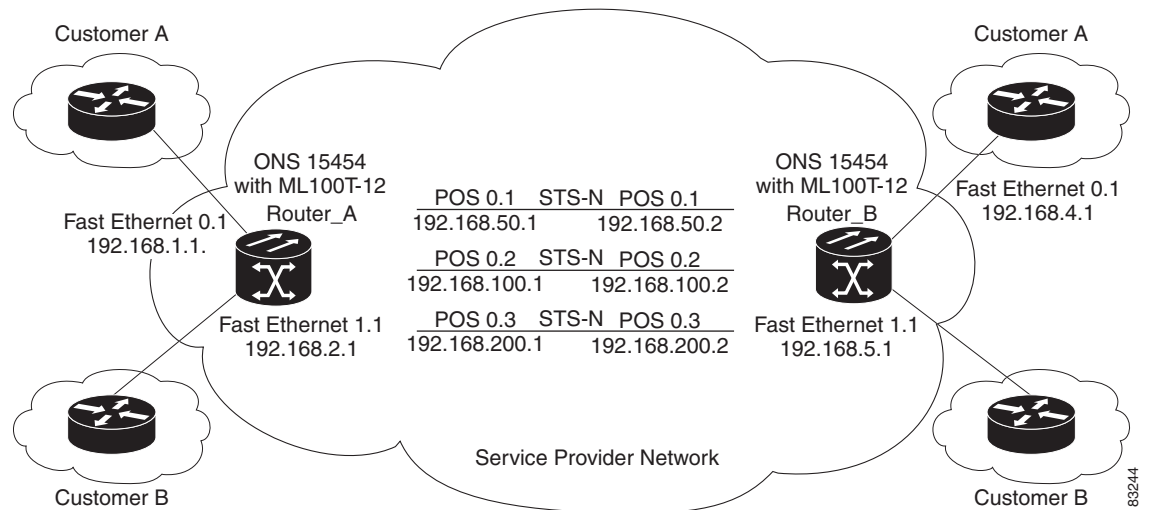 Customer A
Customer A
ONS 15454
with ML100T-12
Router_A
ONS 15454
with ML100T-12
Router_B
Fast Ethernet 0.1
192.168.1.1.
Fast Ethernet 0.1
192.168.4.1
POS 0.1 STS-N POS 0.1
192.168.50.1 192.168.50.2
POS 0.2 STS-N POS 0.2
192.168.100.1 192.168.100.2
POS 0.3 STS-N POS 0.3
192.168.200.1 192.168.200.2
Fast Ethernet 1.1
192.168.2.1
Fast Ethernet 1.1
192.168.5.1
Service Provider Network
Customer B
Customer B
83244